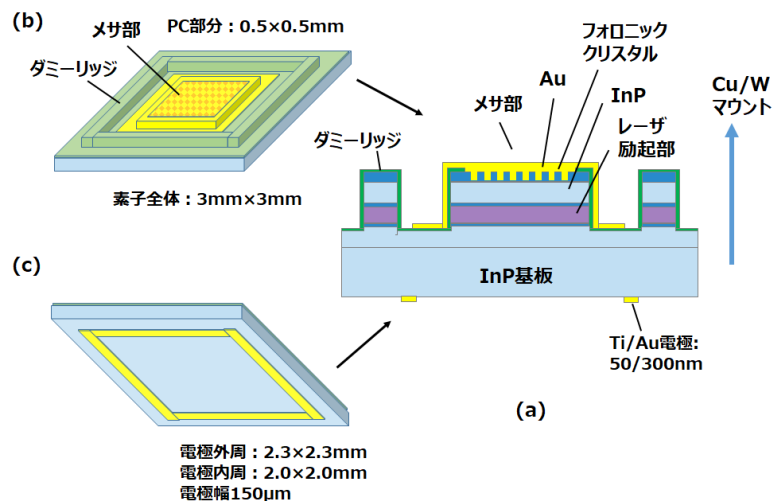 (b)
メサ部
PC部分：0.5×0.5mm
ダミーリッジ
素子全体：3mm×3mm
フォロニック
クリスタル
Au
InP
メサ部
レーザ
励起部
ダミーリッジ
Cu/W
マウント
InP基板
Ti/Au電極:
50/300nm
(a)
(c)
電極外周：2.3×2.3mm
電極内周：2.0×2.0mm
電極幅150μm